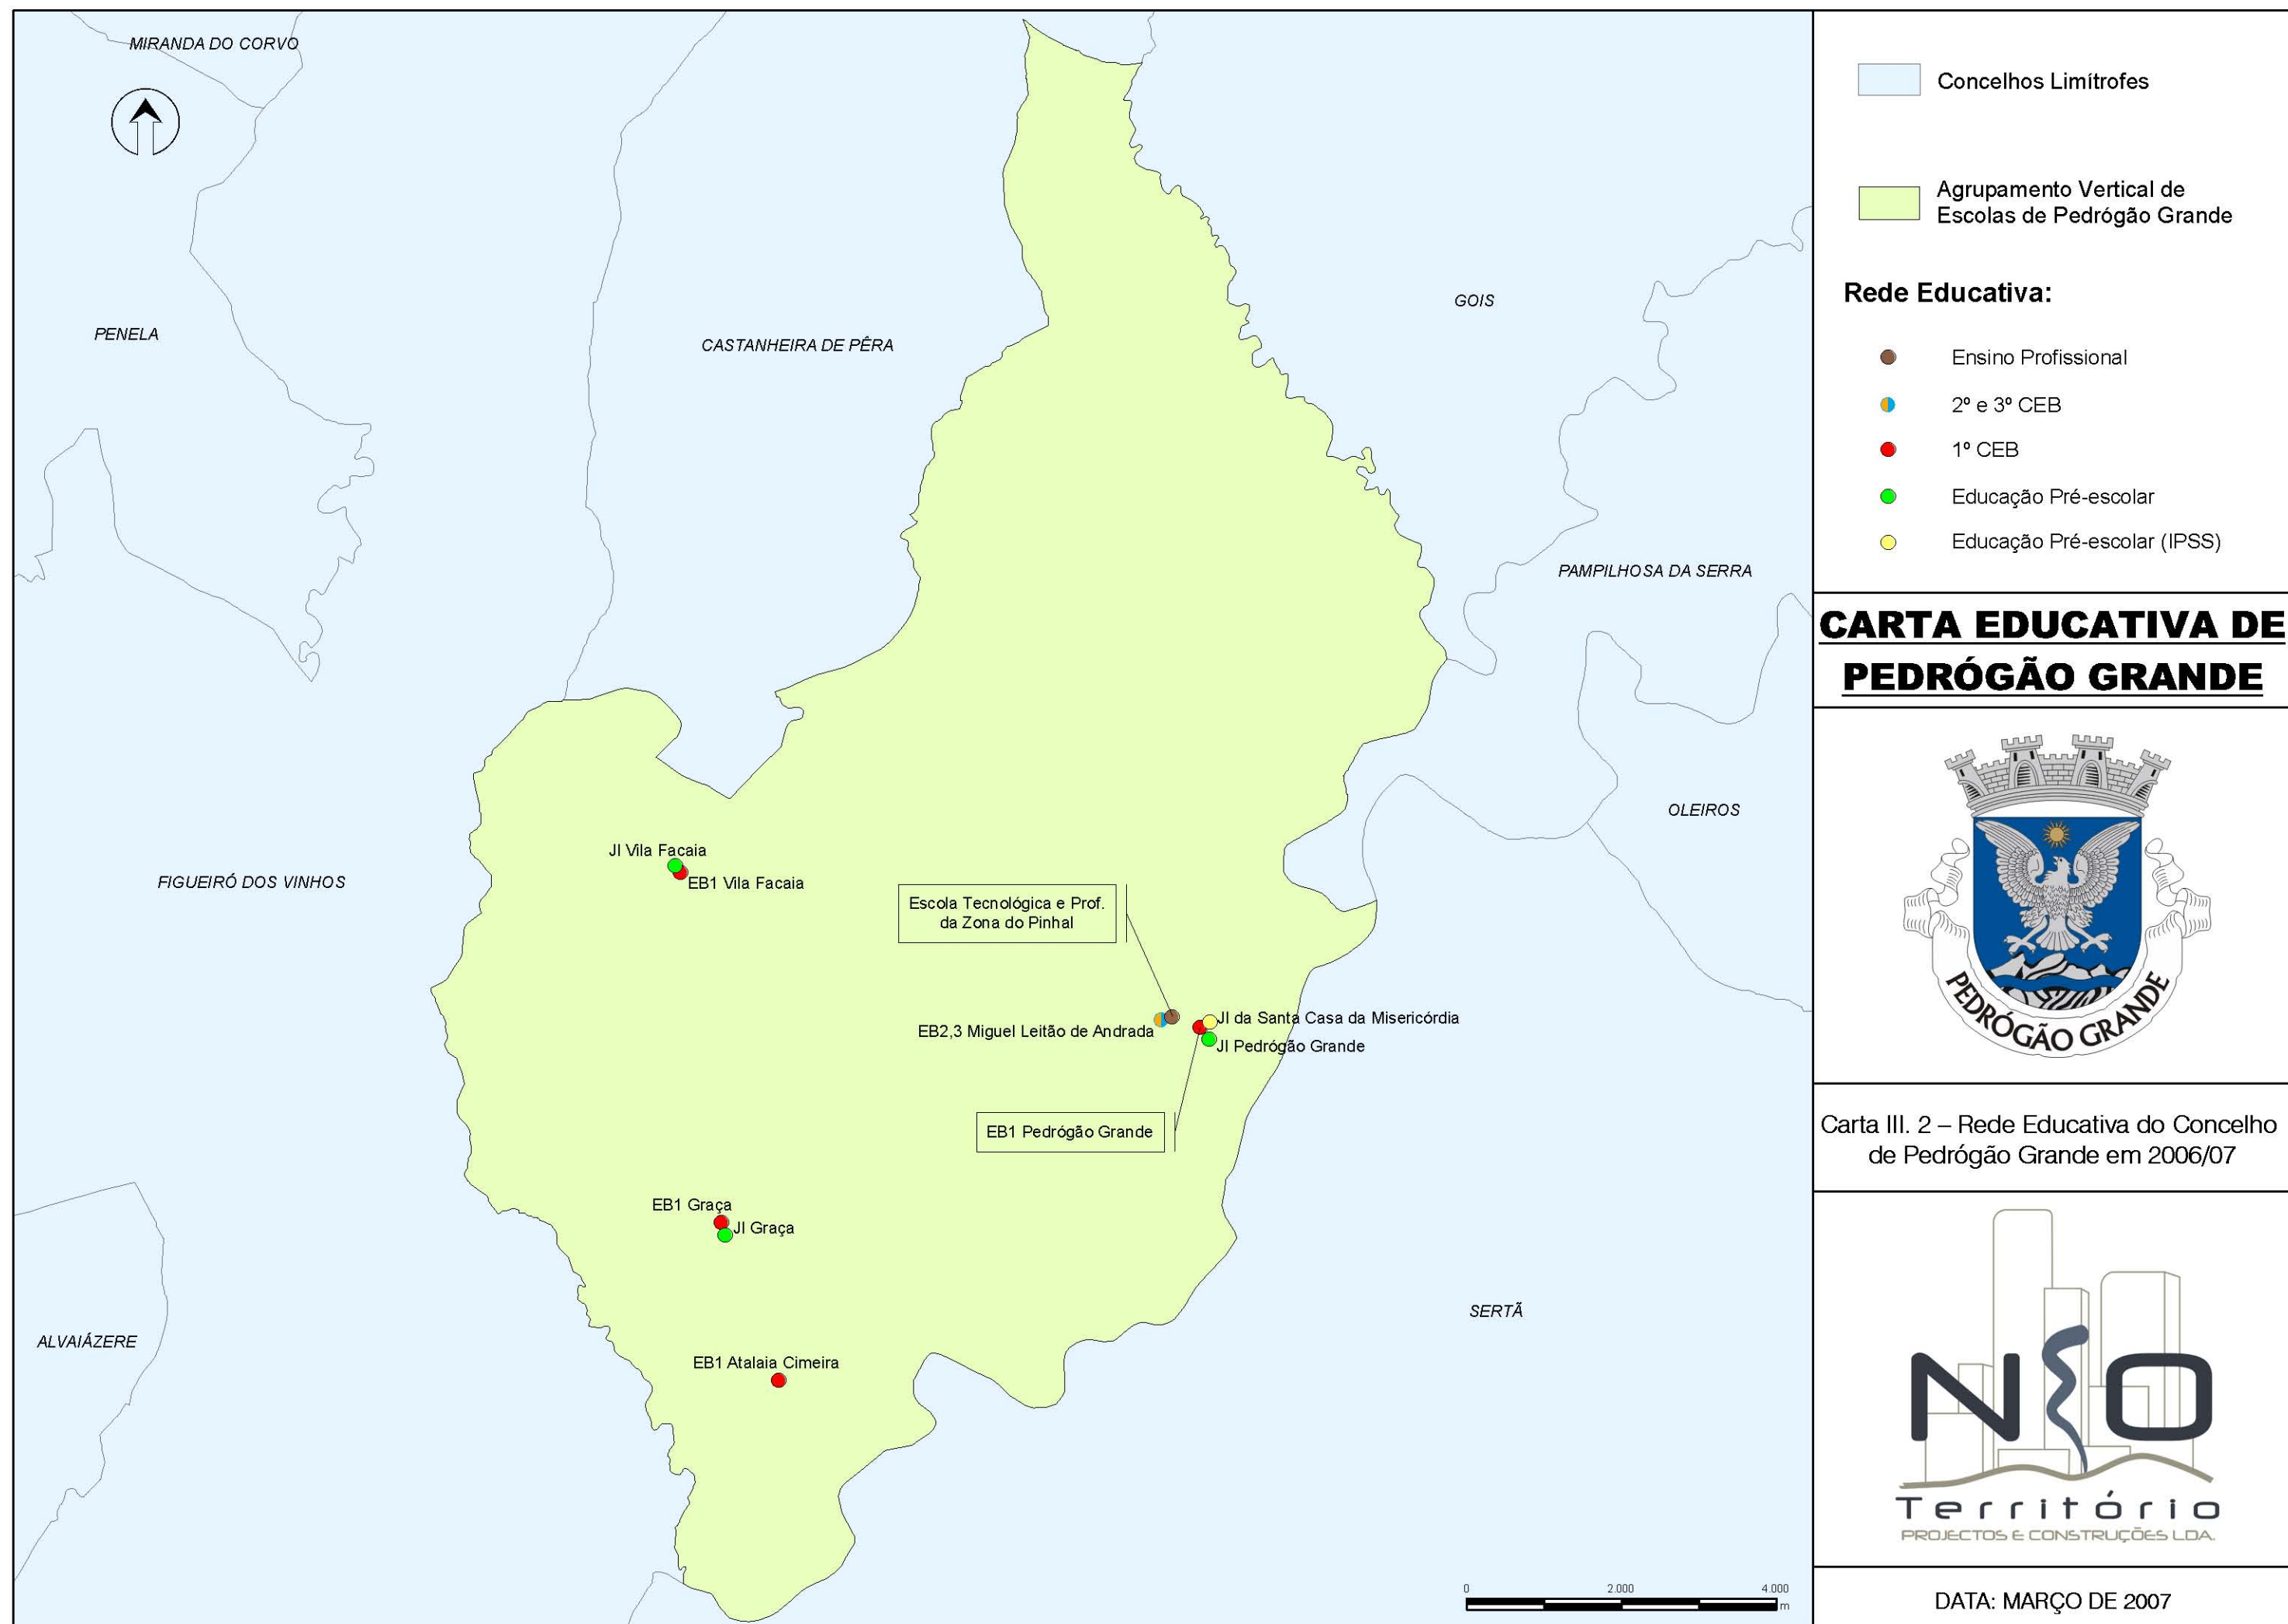 MIRANDA DO CORVO
PENELA
CASTANHEIRA DE PÊRA
GOIS
PAMPILHOSA DA SERRA
OLEIROS
FIGUEIRÓ DOS VINHOS
SERTÃ
ALVAIÁZERE
JI Vila Facaia
EB1 Vila Facaia
Escola Tecnológica e Prof.
da Zona do Pinhal
EB2,3 Miguel Leitão de Andrada
JI da Santa Casa da Misericórdia
JI Pedrógão Grande
EB1 Pedrógão Grande
EB1 Graça
JI Graça
EB1 Atalaia Cimeira
0 2.000 4.000
m
Concelhos Limítrofes
Agrupamento Vertical de
Escolas de Pedrógão Grande
Rede Educativa:
Ensino Profissional
2º e 3º CEB
1º CEB
Educação Pré-escolar
Educação Pré-escolar (IPSS)
CARTA EDUCATIVA DE
PEDRÓGÃO GRANDE
PEDRÓGÃO GRANDE
Carta III. 2 – Rede Educativa do Concelho
de Pedrógão Grande em 2006/07
NEO
Território
PROJECTOS E CONSTRUÇÕES LDA.
DATA: MARÇO DE 2007